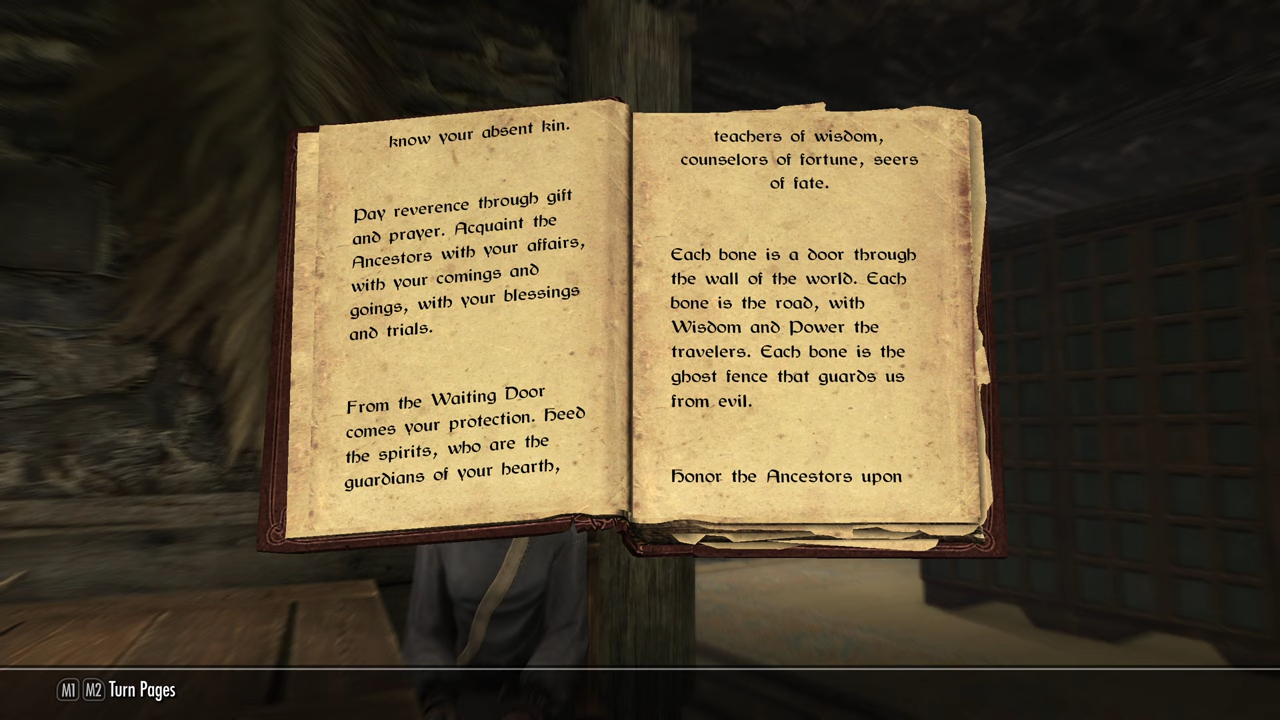 know your absent kin.
Pay reverence through gift
and prayer. Acquaint the
Ancestors with your affairs,
with your comings and
goings, with your blessings
and trials.
From the Waiting Door
comes your protection. Heed
the spirits, who are the
guardians of your hearth,
teachers of wisdom,
counselors of fortune, seers
of fate.
Each bone is a door through
the wall of the world. Each
bone is the road, with
Wisdom and Power the
travelers. Each bone is the
ghost fence that guards us
from evil.
Honor the Ancestors upon
M1 M2 Turn Pages